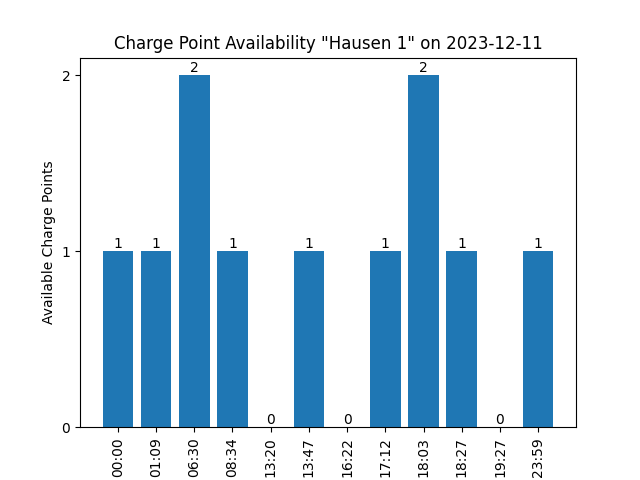 Charge Point Availability "Hausen 1" on 2023-12-11
Available Charge Points
2
1
0
1 1 2 1 0 1 0 1 2 1 0 1
00:00 01:09 06:30 08:34 13:20 13:47 16:22 17:12 18:03 18:27 19:27 23:59